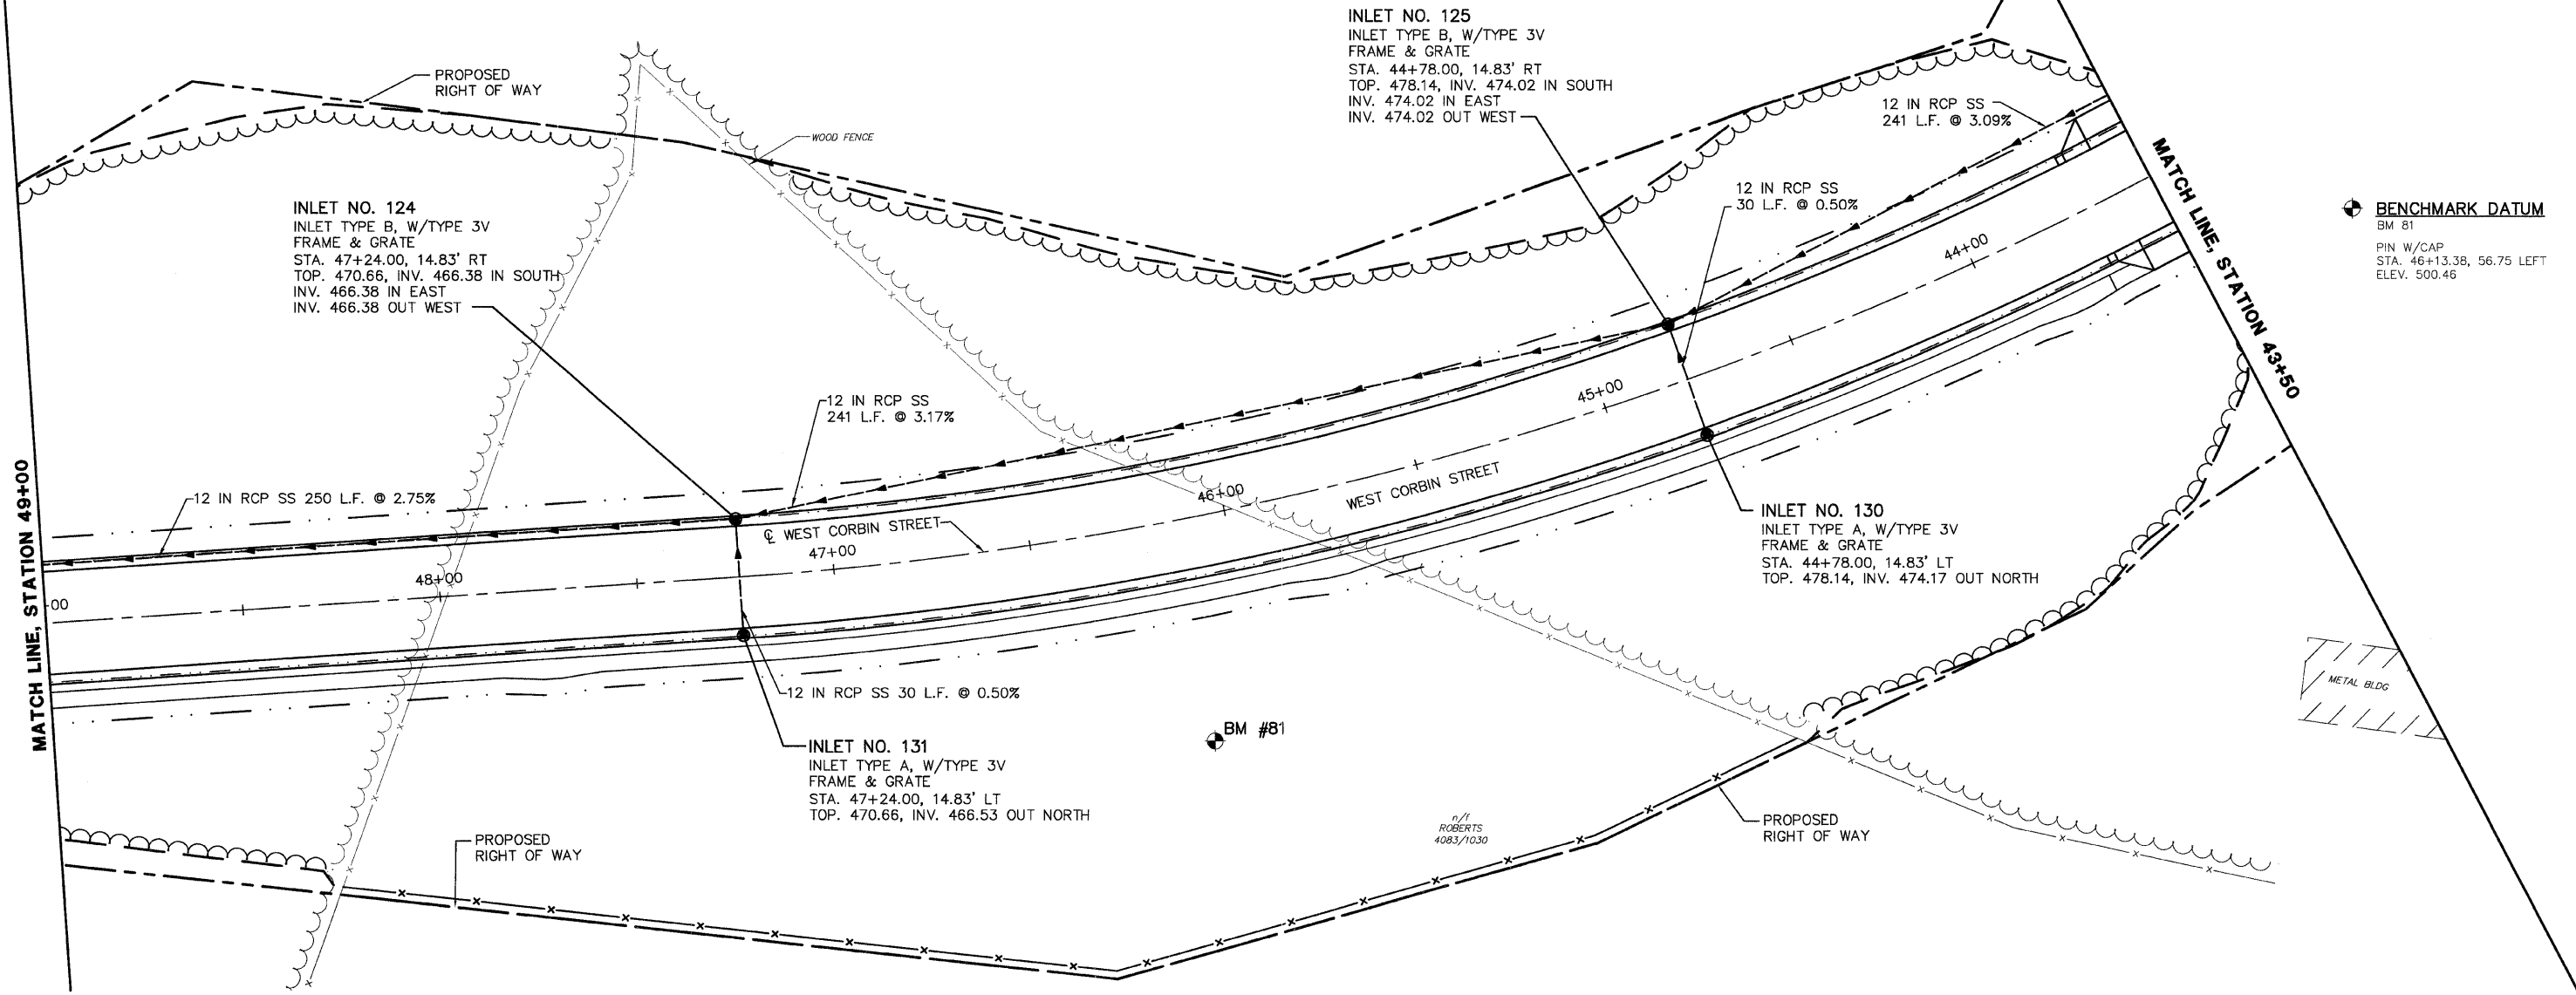 INLET NO. 125
INLET TYPE B, W/TYPE 3V
FRAME & GRATE
STA. 44+78.00, 14.83' RT
TOP. 478.14, INV. 474.02 IN SOUTH
INV. 474.02 IN EAST
INV. 474.02 OUT WEST
PROPOSED
RIGHT OF WAY
WOOD FENCE
12 IN RCP SS
241 L.F. @ 3.09%
MATCH LINE, STATION 43+50
12 IN RCP SS
30 L.F. @ 0.50%
BENCHMARK DATUM
BM 81
PIN W/CAP
STA. 46+13.38, 56.75 LEFT
ELEV. 500.46
INLET NO. 124
INLET TYPE B, W/TYPE 3V
FRAME & GRATE
STA. 47+24.00, 14.83' RT
TOP. 470.66, INV. 466.38 IN SOUTH
INV. 466.38 IN EAST
INV. 466.38 OUT WEST
44+00
45+00
12 IN RCP SS
241 L.F. @ 3.17%
46+00
WEST CORBIN STREET
12 IN RCP SS 250 L.F. @ 2.75%
℄ WEST CORBIN STREET
47+00
48+00
00
MATCH LINE, STATION 49+00
INLET NO. 130
INLET TYPE A, W/TYPE 3V
FRAME & GRATE
STA. 44+78.00, 14.83' LT
TOP. 478.14, INV. 474.17 OUT NORTH
METAL BLDG
12 IN RCP SS 30 L.F. @ 0.50%
BM #81
INLET NO. 131
INLET TYPE A, W/TYPE 3V
FRAME & GRATE
STA. 47+24.00, 14.83' LT
TOP. 470.66, INV. 466.53 OUT NORTH
n/f
ROBERTS
4083/1030
PROPOSED
RIGHT OF WAY
PROPOSED
RIGHT OF WAY